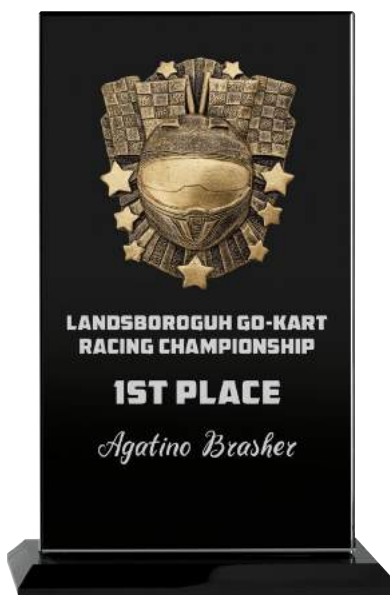 LANDSBOROGUH GO-KART
RACING CHAMPIONSHIP
1ST PLACE
Agatino Brasher